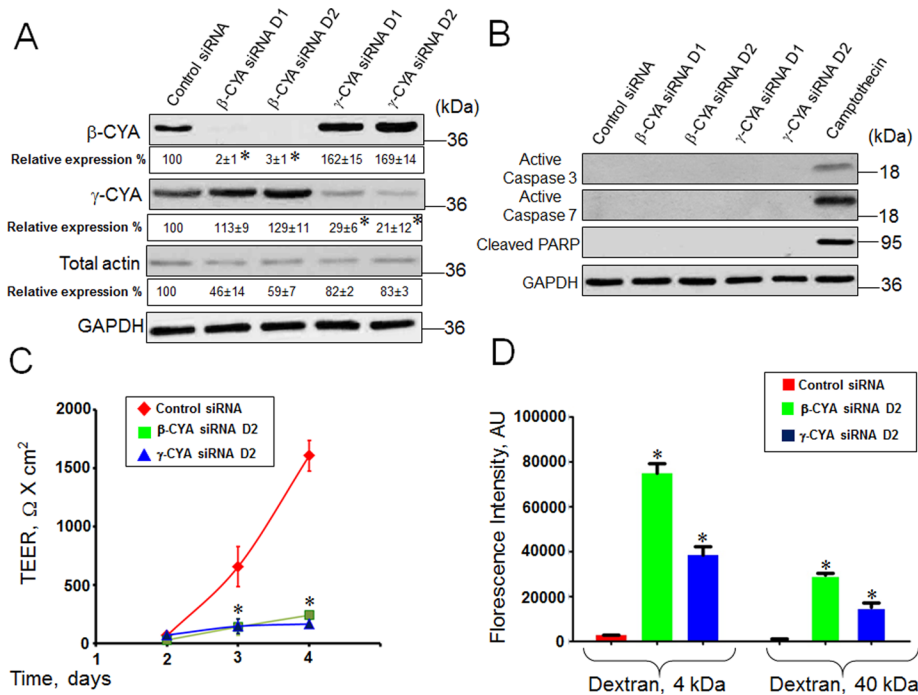 A
Control siRNA
β-CYA siRNA D1
β-CYA siRNA D2
γ-CYA siRNA D1
γ-CYA siRNA D2
(kDa)
β-CYA
36
Relative expression % 100 2±1* 3±1* 162±15 169±14
γ-CYA
36
Relative expression % 100 113±9 129±11 29±6* 21±12*
Total actin
36
Relative expression % 100 46±14 59±7 82±2 83±3
GAPDH
36
B
Control siRNA
β-CYA siRNA D1
β-CYA siRNA D2
γ-CYA siRNA D1
γ-CYA siRNA D2
Camptothecin
(kDa)
Active
Caspase 3
18
Active
Caspase 7
18
Cleaved PARP
95
GAPDH
36
C
Control siRNA
β-CYA siRNA D2
γ-CYA siRNA D2
TEER, Ω X cm2
2000
1500
1000
500
0
* *
1 2 3 4
Time, days
D
Control siRNA
β-CYA siRNA D2
γ-CYA siRNA D2
Florescence Intensity, AU
100000
80000
60000
40000
20000
0
* * * *
Dextran, 4 kDa Dextran, 40 kDa